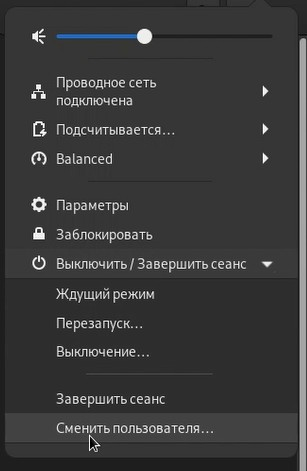 Проводное сеть
подключена
Подсчитывается...
Balanced
Параметры
Заблокировать
Выключить / Завершить сеанс
Ждущий режим
Перезапуск...
Выключение...
Завершить сеанс
Сменить пользователя...